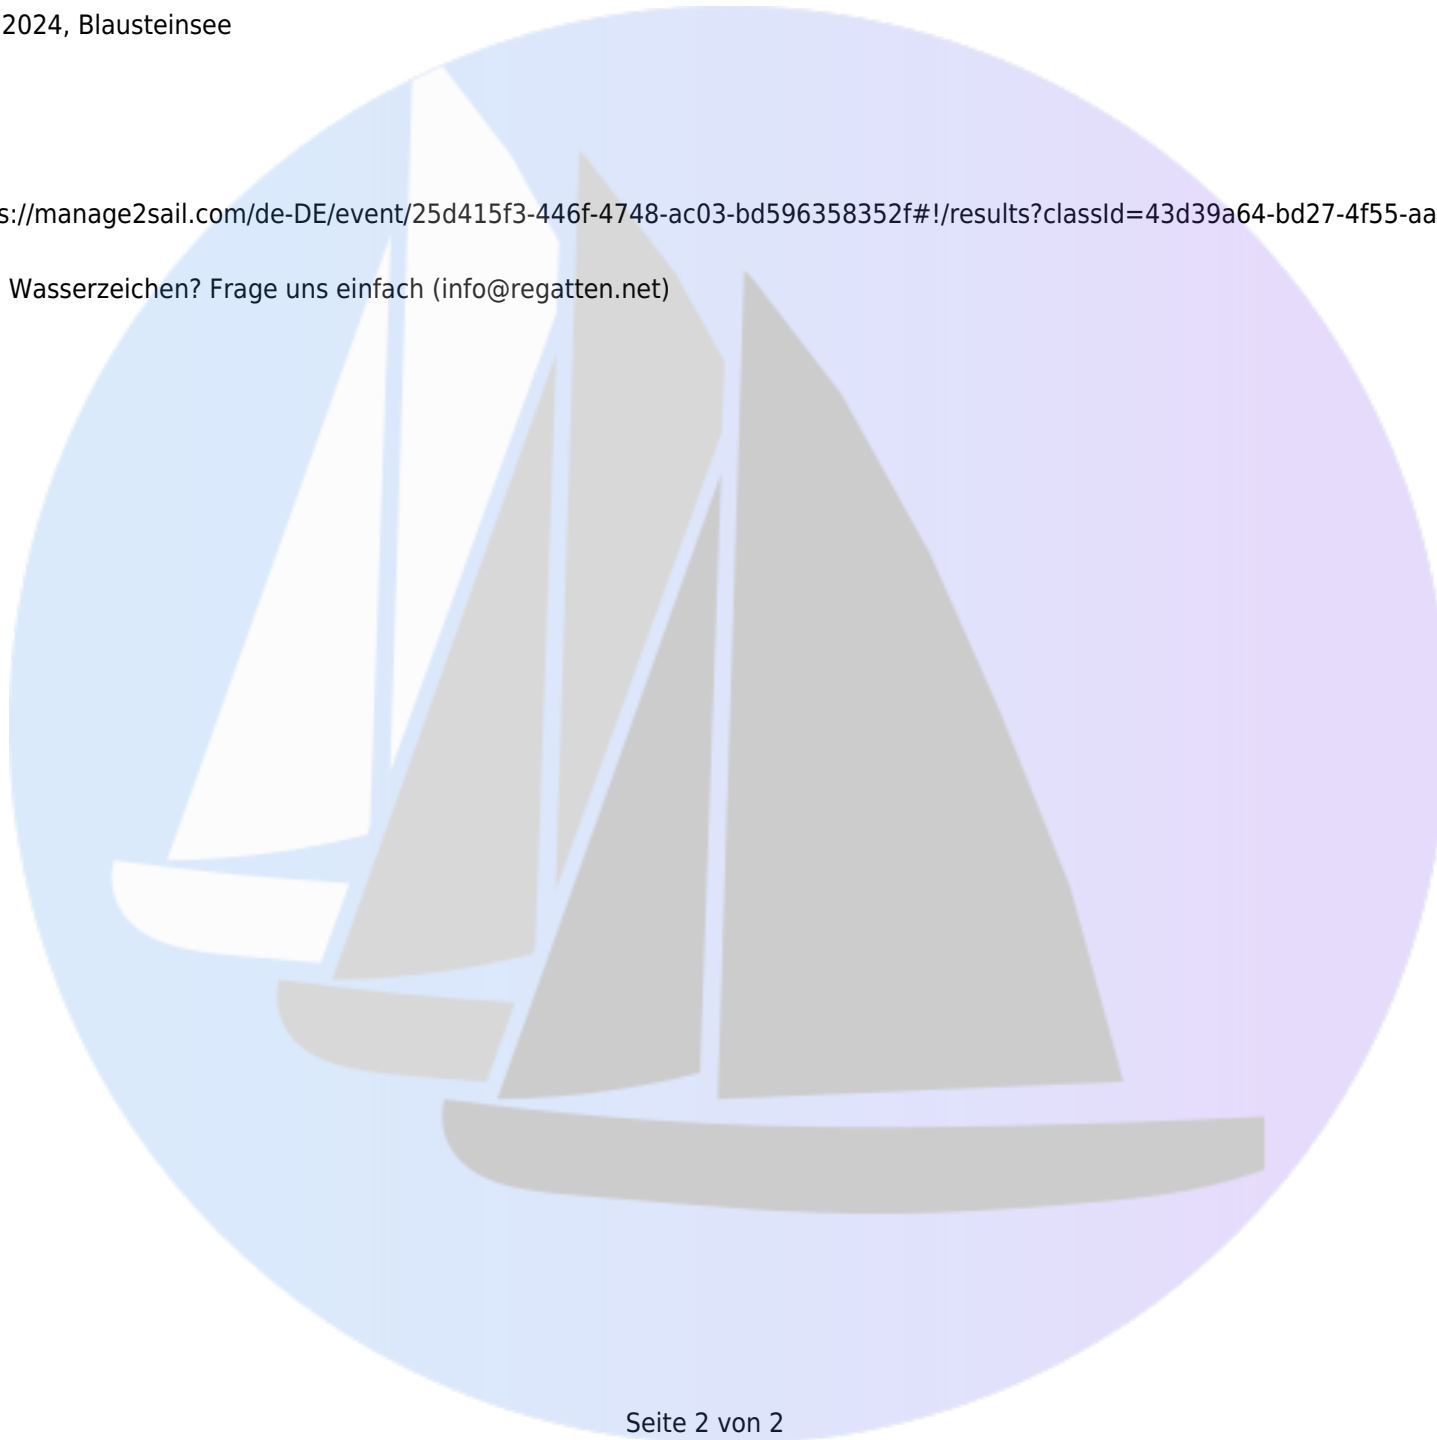 2024, Blausteinsee
s://manage2sail.com/de-DE/event/25d415f3-446f-4748-ac03-bd596358352f#!/results?classId=43d39a64-bd27-4f55-aa
Wasserzeichen? Frage uns einfach (info@regatten.net)
Seite 2 von 2